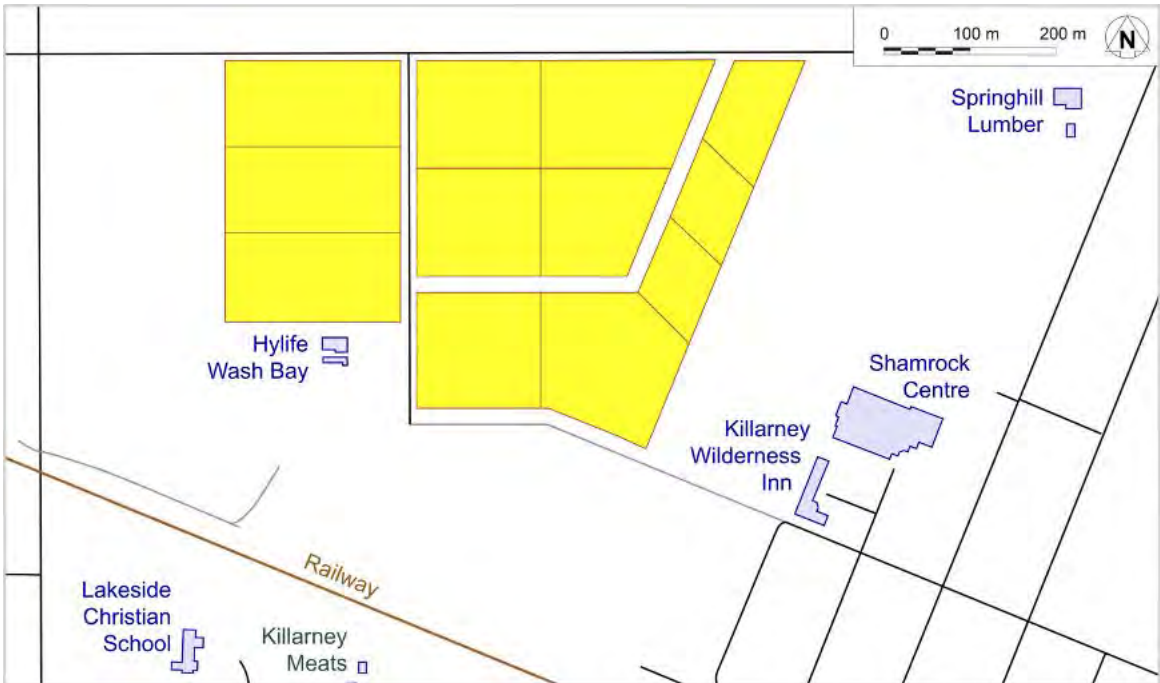 0 100 m 200 m
N
Springhill
Lumber
Hylife
Wash Bay
Shamrock
Centre
Killarney
Wilderness
Inn
Railway
Lakeside
Christian
School
Killarney
Meats